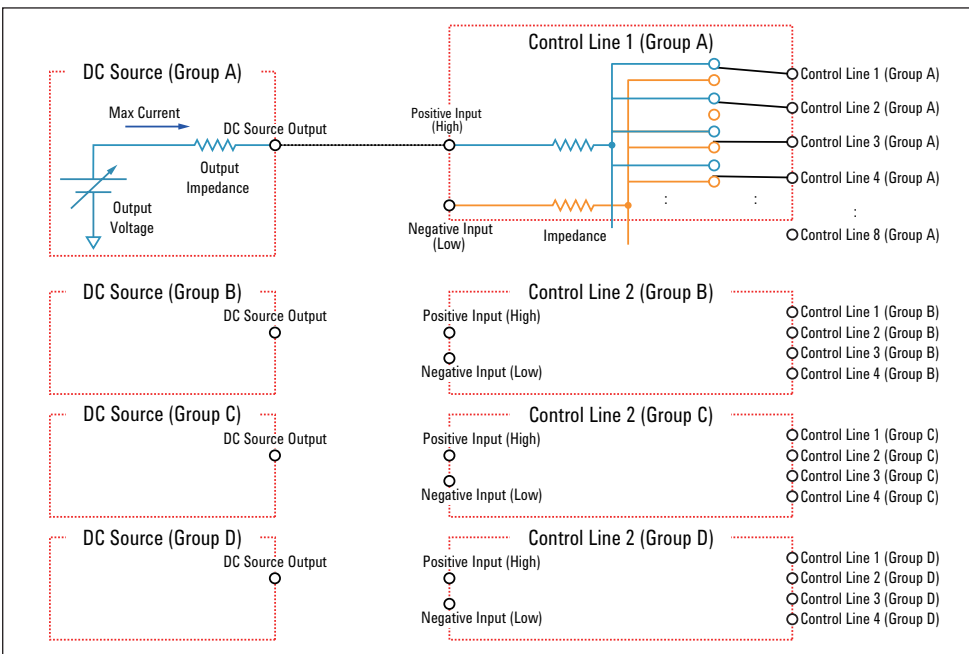 DC Source (Group A)
Max Current
DC Source Output
Output
Impedance
Output
Voltage
Control Line 1 (Group A)
Positive Input
(High)
Negative Input
(Low)
Impedance
:
:
:
Control Line 1 (Group A)
Control Line 2 (Group A)
Control Line 3 (Group A)
Control Line 4 (Group A)
Control Line 8 (Group A)
DC Source (Group B)
DC Source Output
Control Line 2 (Group B)
Positive Input (High)
Negative Input (Low)
Control Line 1 (Group B)
Control Line 2 (Group B)
Control Line 3 (Group B)
Control Line 4 (Group B)
DC Source (Group C)
DC Source Output
Control Line 2 (Group C)
Positive Input (High)
Negative Input (Low)
Control Line 1 (Group C)
Control Line 2 (Group C)
Control Line 3 (Group C)
Control Line 4 (Group C)
DC Source (Group D)
DC Source Output
Control Line 2 (Group D)
Positive Input (High)
Negative Input (Low)
Control Line 1 (Group D)
Control Line 2 (Group D)
Control Line 3 (Group D)
Control Line 4 (Group D)